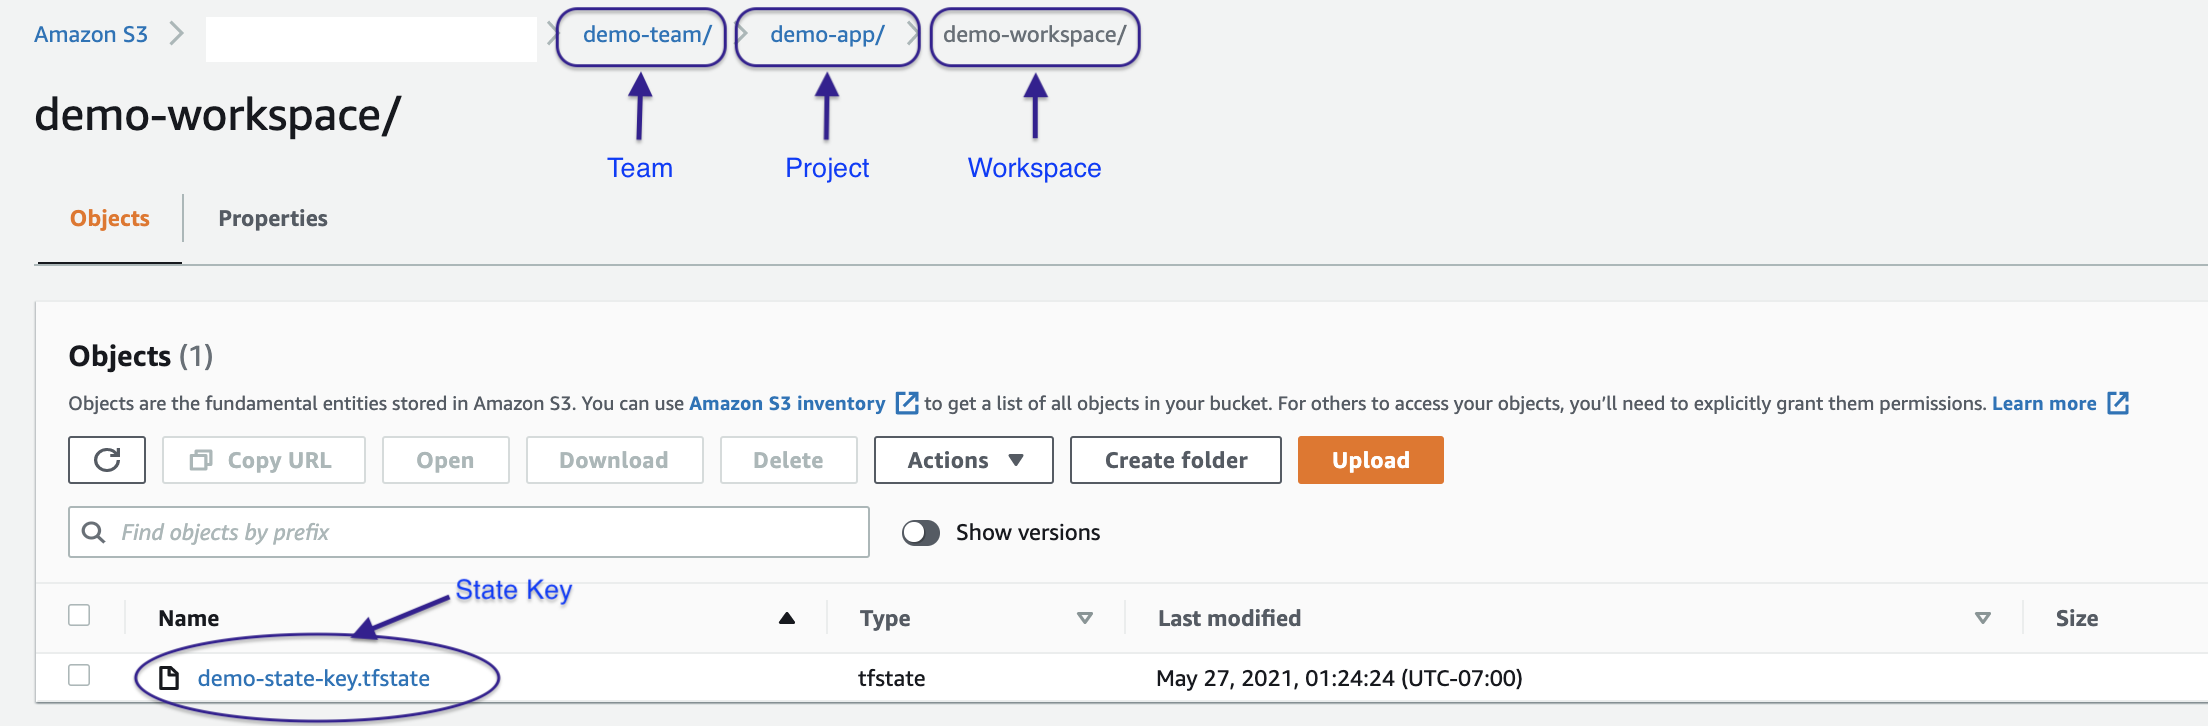 Amazon S3 demo-team/ demo-app/ demo-workspace/
demo-workspace/
Team Project Workspace
Objects Properties
Objects (1)
Objects are the fundamental entities stored in Amazon S3. You can use Amazon S3 inventory to get a list of all objects in your bucket. For others to access your objects, you'll need to explicitly grant them permissions. Learn more
Copy URL Open Download Delete Actions Create folder Upload
Find objects by prefix Show versions
State Key
Name Type Last modified Size
demo-state-key.tfstate tfstate May 27, 2021, 01:24:24 (UTC-07:00)